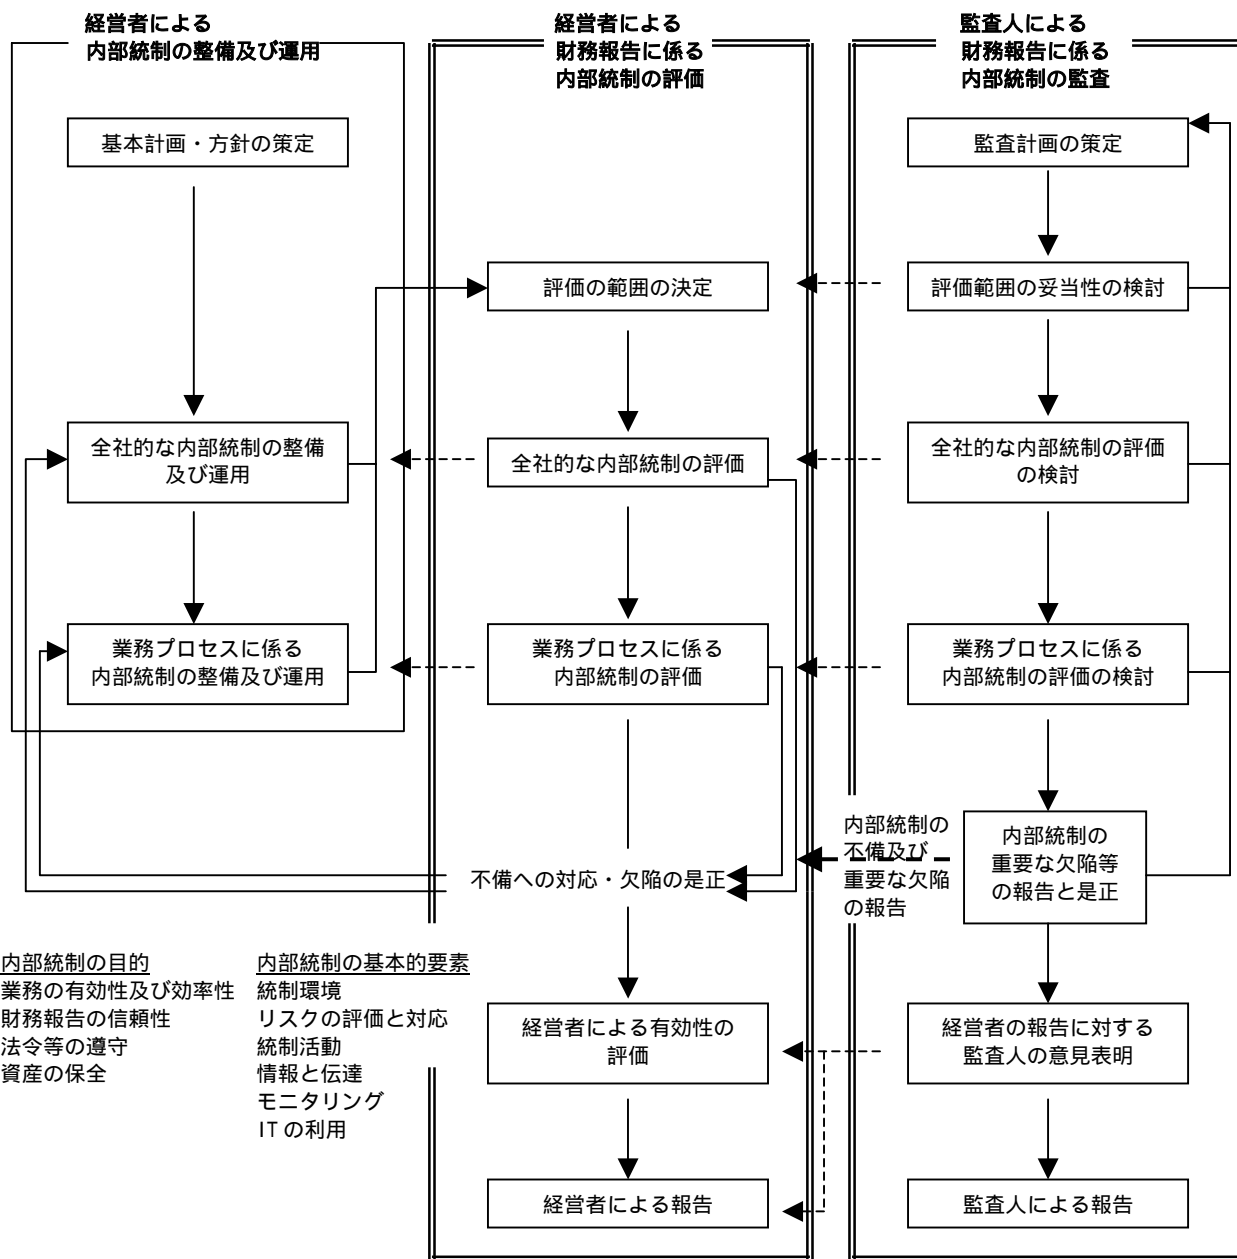 経営者による
内部統制の整備及び運用
基本計画・方針の策定
全社的な内部統制の整備
及び運用
業務プロセスに係る
内部統制の整備及び運用
経営者による
財務報告に係る
内部統制の評価
評価の範囲の決定
全社的な内部統制の評価
業務プロセスに係る
内部統制の評価
不備への対応・欠陥の是正
経営者による有効性の
評価
経営者による報告
監査人による
財務報告に係る
内部統制の監査
監査計画の策定
評価範囲の妥当性の検討
全社的な内部統制の評価
の検討
業務プロセスに係る
内部統制の評価の検討
内部統制の
不備及び
重要な欠陥
の報告
内部統制の
重要な欠陥等
の報告と是正
経営者の報告に対する
監査人の意見表明
監査人による報告
内部統制の目的
業務の有効性及び効率性
財務報告の信頼性
法令等の遵守
資産の保全
内部統制の基本的要素
統制環境
リスクの評価と対応
統制活動
情報と伝達
モニタリング
ITの利用